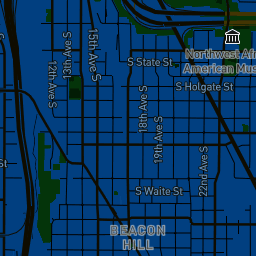 15th Ave S
13th Ave S
12th Ave S
S State St
Northwest Afri
American Mus
S Holgate St
18th Ave S
19th Ave S
22nd Ave S
St
S Waite St
BEACON
HILL